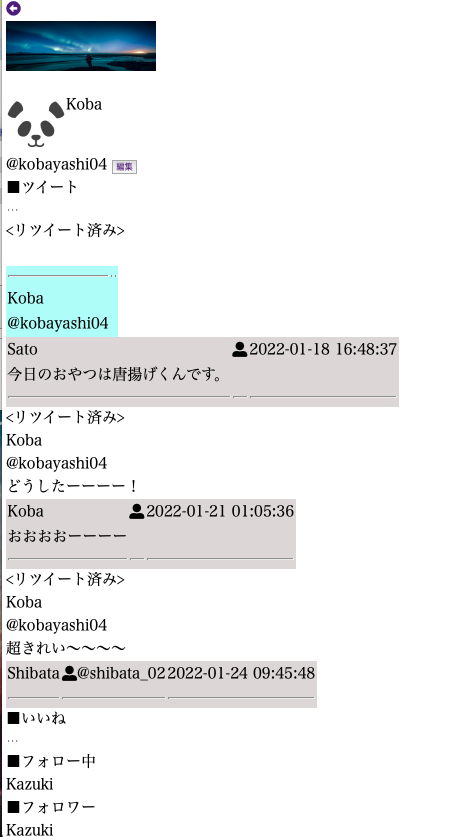 Koba
@kobayashi04 編集
■ツイート
...
<リツイート済み>
Koba
@kobayashi04
Sato 2022-01-18 16:48:37
今日のおやつは唐揚げくんです。
<リツイート済み>
Koba
@kobayashi04
どうしたーーーー！
Koba 2022-01-21 01:05:36
おおおおーーーー
<リツイート済み>
Koba
@kobayashi04
超きれい〜〜〜〜
Shibata @shibata_02 2022-01-24 09:45:48
■いいね
...
■フォロー中
Kazuki
■フォロワー
Kazuki